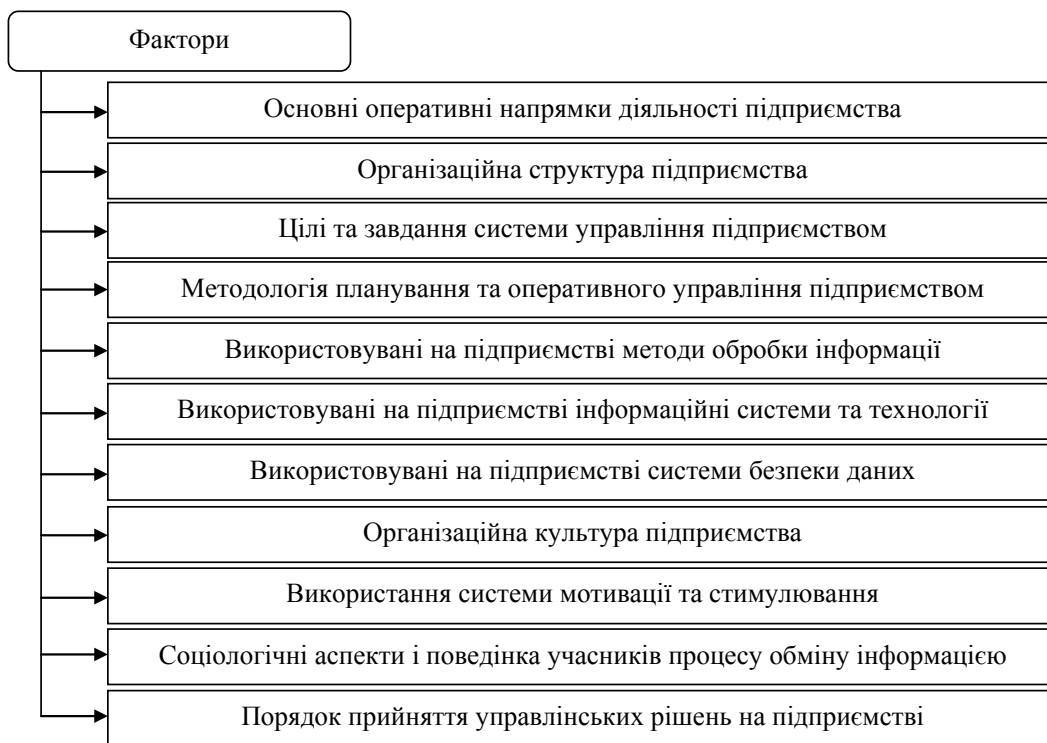 Фактори
Основні оперативні напрямки діяльності підприємства
Організаційна структура підприємства
Цілі та завдання системи управління підприємством
Методологія планування та оперативного управління підприємством
Використовувані на підприємстві методи обробки інформації
Використовувані на підприємстві інформаційні системи та технології
Використовувані на підприємстві системи безпеки даних
Організаційна культура підприємства
Використання системи мотивації та стимулювання
Соціологічні аспекти і поведінка учасників процесу обміну інформацією
Порядок прийняття управлінських рішень на підприємстві